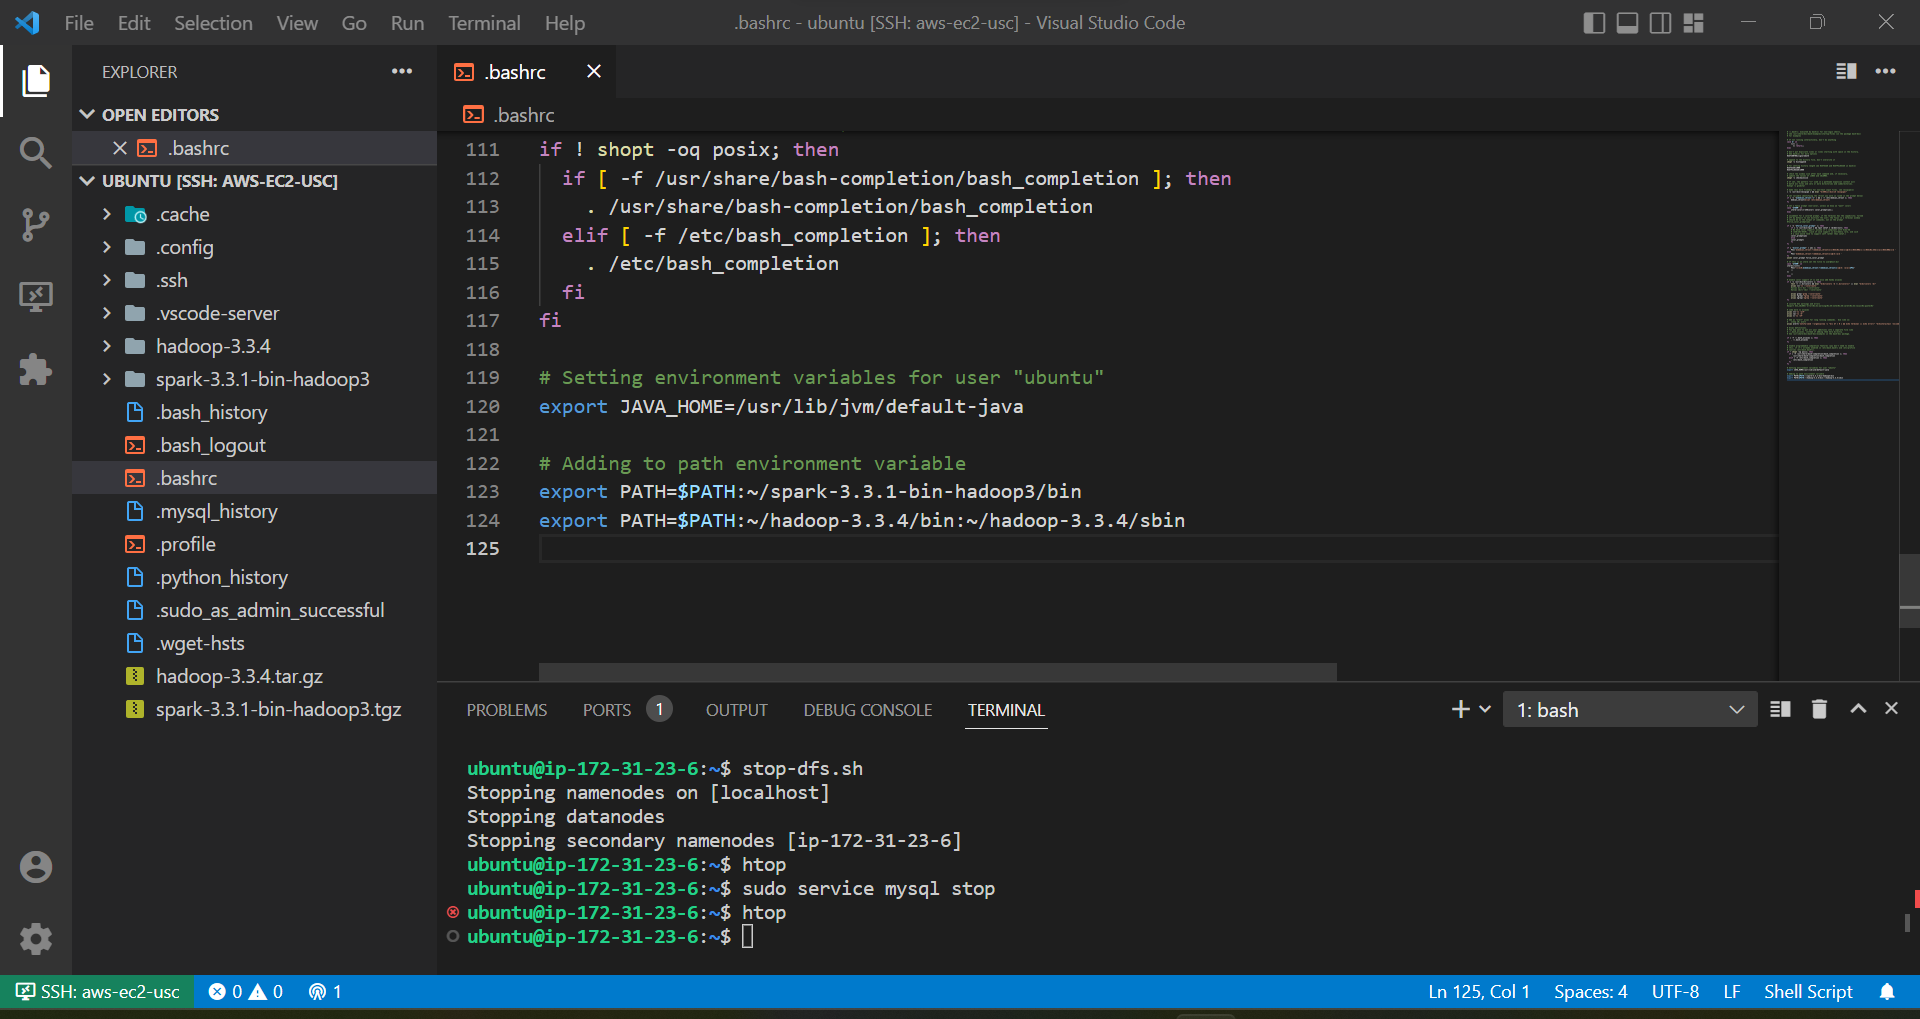 File Edit Selection View Go Run Terminal Help .bashrc - ubuntu [SSH: aws-ec2-usc] - Visual Studio Code
EXPLORER
OPEN EDITORS
.bashrc
UBUNTU [SSH: AWS-EC2-USC]
.cache
.config
.ssh
.vscode-server
hadoop-3.3.4
spark-3.3.1-bin-hadoop3
.bash_history
.bash_logout
.bashrc
.mysql_history
.profile
.python_history
.sudo_as_admin_successful
.wget-hsts
hadoop-3.3.4.tar.gz
spark-3.3.1-bin-hadoop3.tgz
.bashrc
.bashrc
111 if ! shopt -oq posix; then
112 if [ -f /usr/share/bash-completion/bash_completion ]; then
113 . /usr/share/bash-completion/bash_completion
114 elif [ -f /etc/bash_completion ]; then
115 . /etc/bash_completion
116 fi
117 fi
118
119 # Setting environment variables for user "ubuntu"
120 export JAVA_HOME=/usr/lib/jvm/default-java
121
122 # Adding to path environment variable
123 export PATH=$PATH:~/spark-3.3.1-bin-hadoop3/bin
124 export PATH=$PATH:~/hadoop-3.3.4/bin:~/hadoop-3.3.4/sbin
125
PROBLEMS PORTS 1 OUTPUT DEBUG CONSOLE TERMINAL 1: bash
ubuntu@ip-172-31-23-6:~$ stop-dfs.sh
Stopping namenodes on [localhost]
Stopping datanodes
Stopping secondary namenodes [ip-172-31-23-6]
ubuntu@ip-172-31-23-6:~$ htop
ubuntu@ip-172-31-23-6:~$ sudo service mysql stop
ubuntu@ip-172-31-23-6:~$ htop
ubuntu@ip-172-31-23-6:~$
SSH: aws-ec2-usc 0 0 1 Ln 125, Col 1 Spaces: 4 UTF-8 LF Shell Script